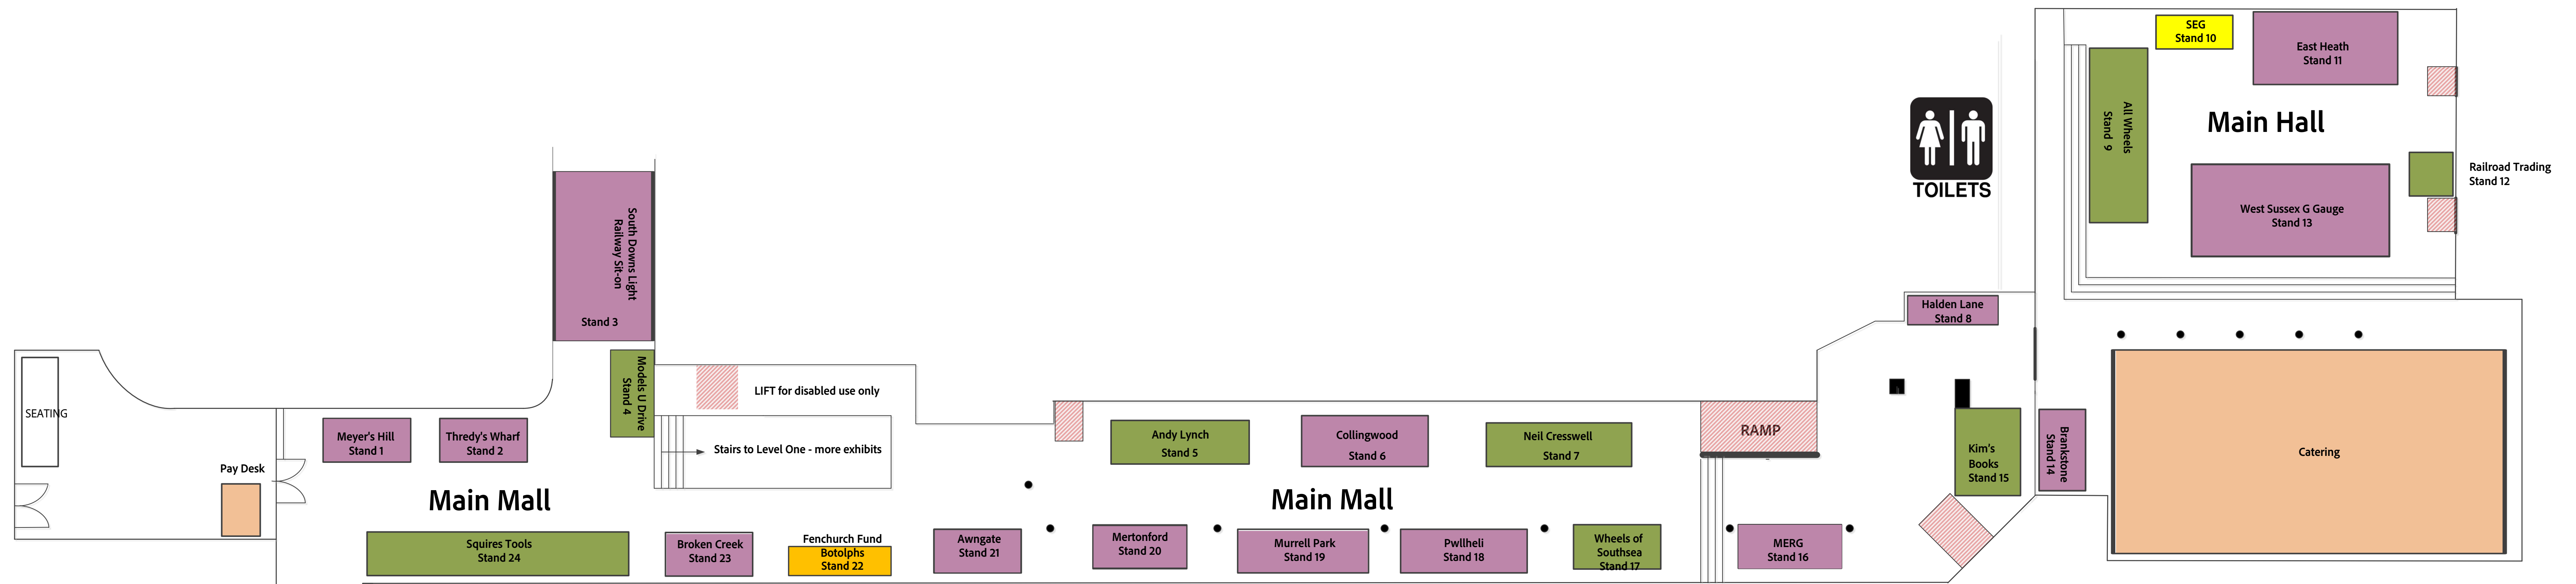 SEATING
Pay Desk
Meyer's Hill
Stand 1
Thredy's Wharf
Stand 2
South Downs Light
Railway Sit-on
Stand 3
Models U Drive
Stand 4
LIFT for disabled use only
Stairs to Level One - more exhibits
Main Mall
Squires Tools
Stand 24
Broken Creek
Stand 23
Fenchurch Fund
Botolphs
Stand 22
Awngate
Stand 21
Andy Lynch
Stand 5
Collingwood
Stand 6
Neil Cresswell
Stand 7
Main Mall
Mertonford
Stand 20
Murrell Park
Stand 19
Pwllheli
Stand 18
Wheels of
Southsea
Stand 17
RAMP
MERG
Stand 16
TOILETS
Halden Lane
Stand 8
Kim's
Books
Stand 15
Brankstone
Stand 14
All Wheels
Stand 9
SEG
Stand 10
East Heath
Stand 11
Main Hall
Railroad Trading
Stand 12
West Sussex G Gauge
Stand 13
Catering